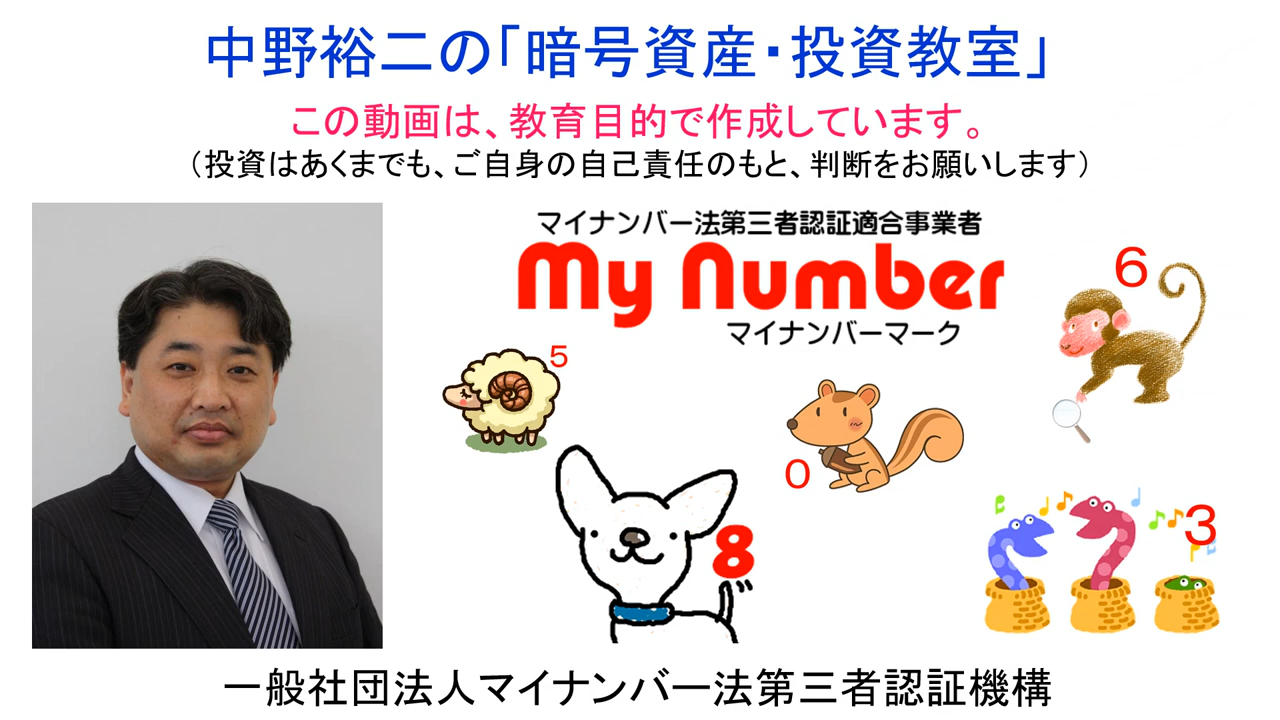 中野裕二の「暗号資産・投資教室」
この動画は、教育目的で作成しています。
（投資はあくまでも、ご自身の自己責任のもと、判断をお願いします）
マイナンバー法第三者認証適合事業者
My Number
マイナンバーマーク
6
5
0
3
8
一般社団法人マイナンバー法第三者認証機構